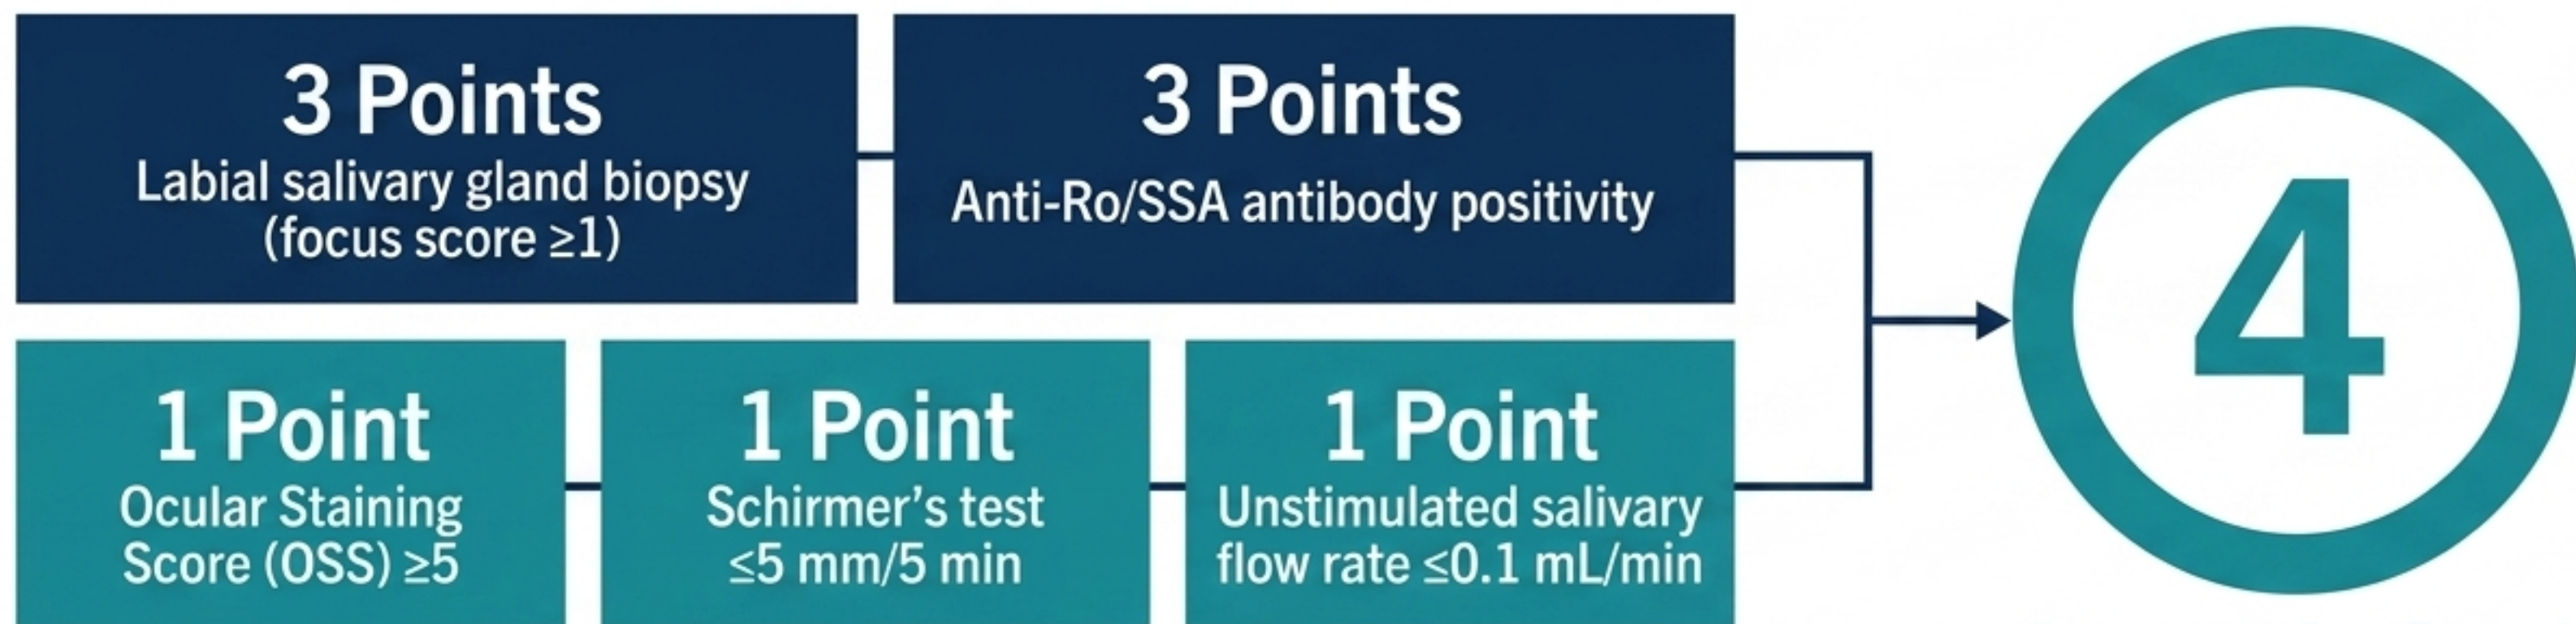 3 Points
Labial salivary gland biopsy
(focus score ≥1)
3 Points
Anti-Ro/SSA antibody positivity
1 Point
Ocular Staining
Score (OSS) ≥5
1 Point
Schirmer’s test
≤5 mm/5 min
1 Point
Unstimulated salivary
flow rate ≤0.1 mL/min
4